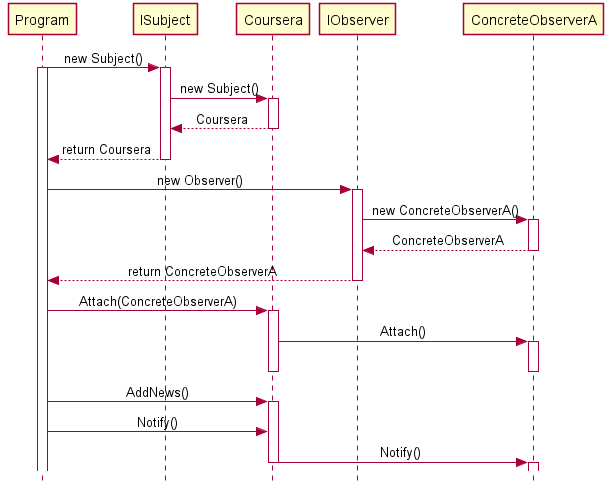 Program
ISubject
Coursera
IObserver
ConcreteObserverA
new Subject()
new Subject()
Coursera
return Coursera
new Observer()
new ConcreteObserverA()
ConcreteObserverA
return ConcreteObserverA
Attach(ConcreteObserverA)
Attach()
AddNews()
Notify()
Notify()